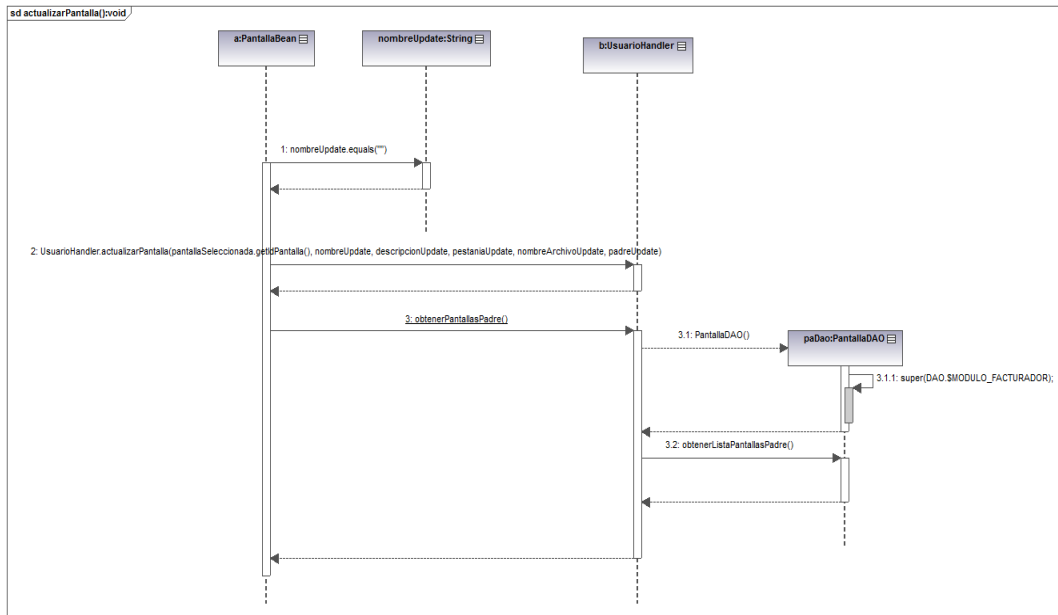 sd actualizarPantalla():void
a:PantallaBean
nombreUpdate:String
b:UsuarioHandler
1: nombreUpdate.equals("")
2: UsuarioHandler.actualizarPantalla(pantallaSeleccionada.getIdPantalla(), nombreUpdate, descripcionUpdate, pestaniaUpdate, nombreArchivoUpdate, padreUpdate)
3: obtenerPantallasPadre()
3.1: PantallaDAO()
paDao:PantallaDAO
3.1.1: super(DAO.$MODULO_FACTURADOR);
3.2: obtenerListaPantallasPadre()